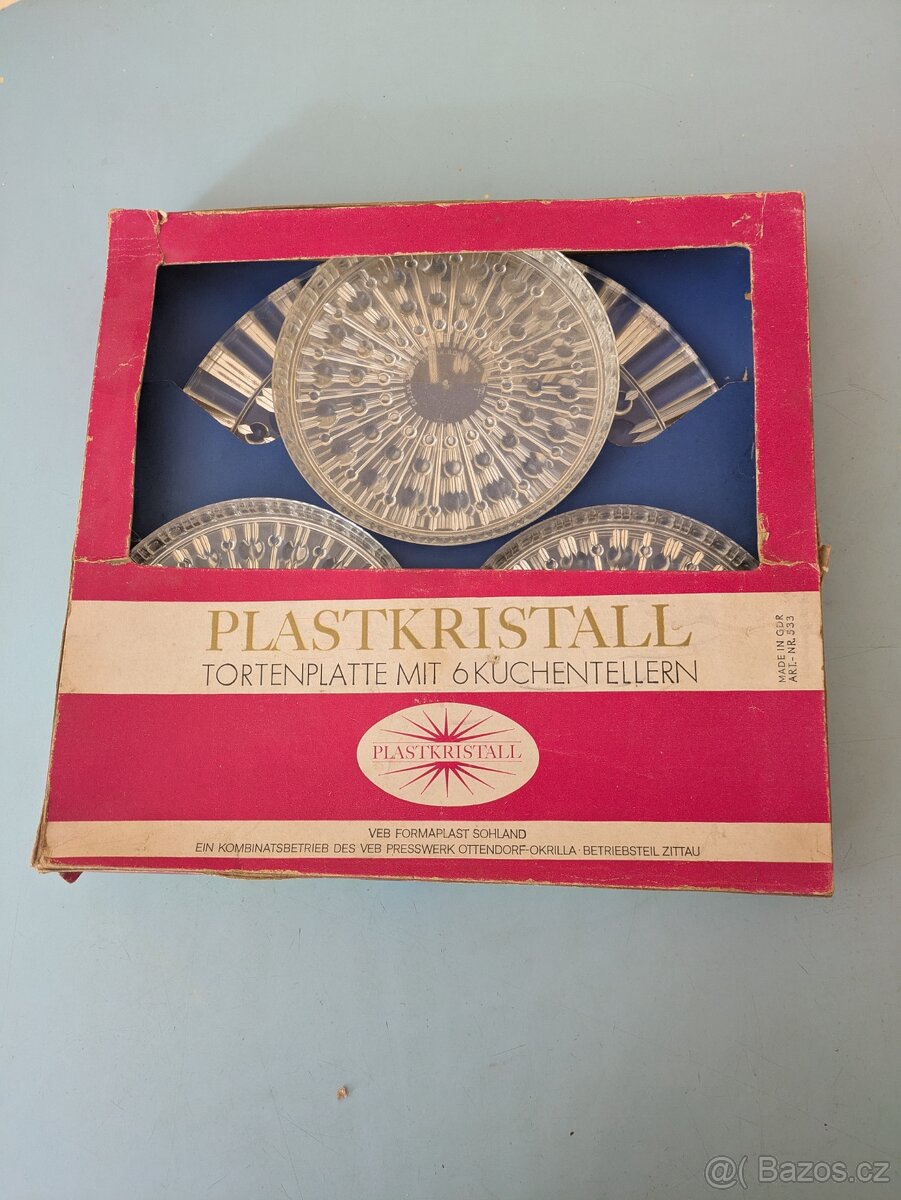 PLASTKRISTALL
TORTENPLATTE MIT 6 KUCHENTELLERN
MADE IN GDR
ART.-NR. 533
PLASTKRISTALL
VEB FORMAPLAST SOHLAND
EIN KOMBINATSBETRIEB DES VEB PRESSWERK OTTENDORF-OKRILLA · BETRIEBSTEIL ZITTAU
@( Bazos.cz